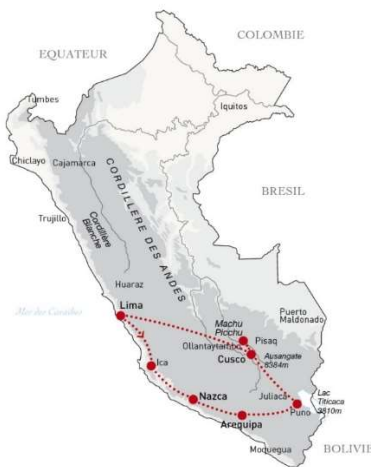 COLOMBIE
EQUATEUR
Tumbes
Iquitos
Chiclayo
Cajamarca
CORDILLERE DES ANDES
BRESIL
Trujillo
Cordillère
Blanche
Huaraz
Mer des Caraïbes
Lima
Machu
Picchu
Puerto
Maldonado
Pisaq
Ollantaytambo
Ausangate
6384m
Cusco
Ica
Juliaca
Lac
Titicaca
3810m
Nazca
Puno
Arequipa
Moquegua
BOLIVIE